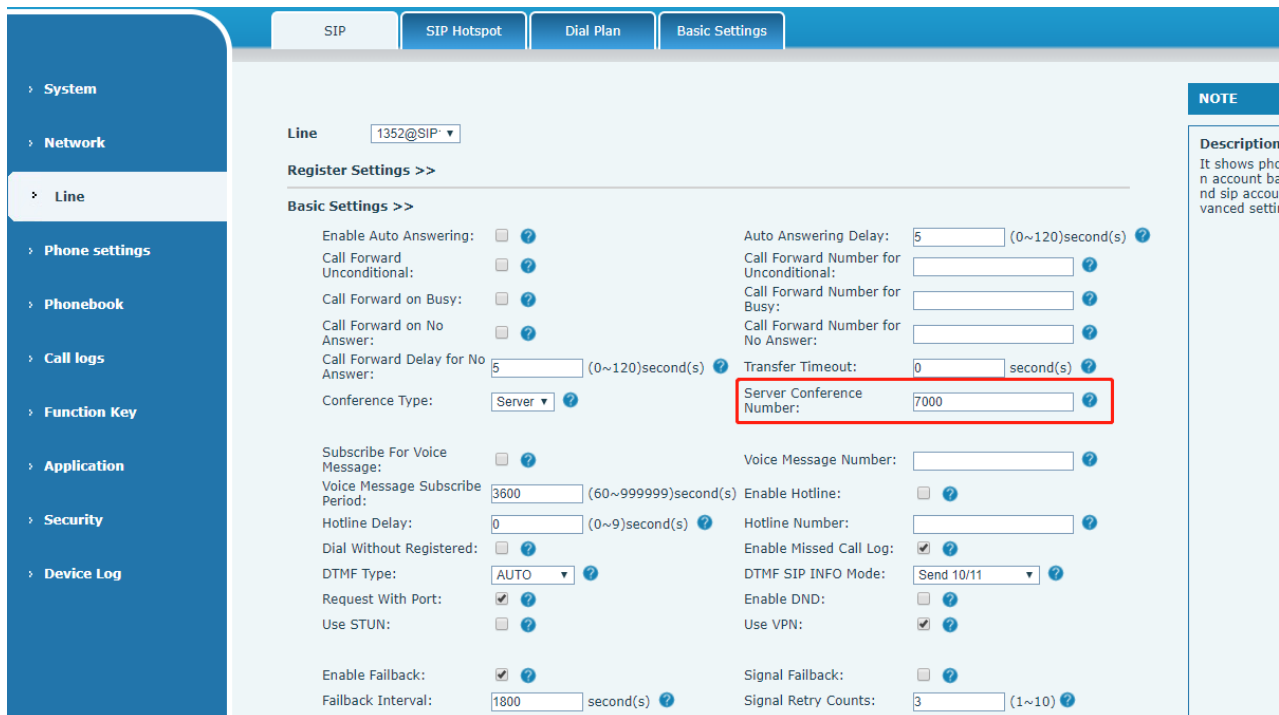 SIP
SIP Hotspot
Dial Plan
Basic Settings
› System
› Network
› Line
› Phone settings
› Phonebook
› Call logs
› Function Key
› Application
› Security
› Device Log
Line 1352@SIP
Register Settings >>
Basic Settings >>
Enable Auto Answering:
Auto Answering Delay: 5 (0~120)second(s)
Call Forward
Unconditional:
Call Forward Number for
Unconditional:
Call Forward on Busy:
Call Forward Number for
Busy:
Call Forward on No
Answer:
Call Forward Number for
No Answer:
Call Forward Delay for No
Answer: 5 (0~120)second(s)
Transfer Timeout: 0 second(s)
Conference Type: Server
Server Conference
Number: 7000
Subscribe For Voice
Message:
Voice Message Number:
Voice Message Subscribe
Period: 3600 (60~999999)second(s)
Enable Hotline:
Hotline Delay: 0 (0~9)second(s)
Hotline Number:
Dial Without Registered:
Enable Missed Call Log:
DTMF Type: AUTO
DTMF SIP INFO Mode: Send 10/11
Request With Port:
Enable DND:
Use STUN:
Use VPN:
Enable Failback:
Signal Failback:
Failback Interval: 1800 second(s)
Signal Retry Counts: 3 (1~10)
NOTE
Description
It shows pho
n account ba
nd sip accou
vanced setti